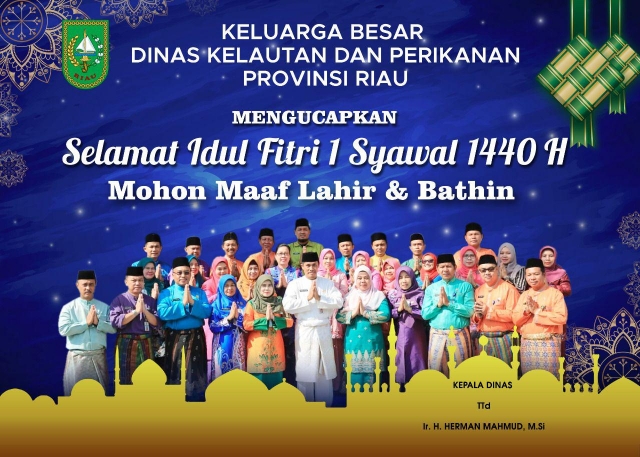 KELUARGA BESAR
DINAS KELAUTAN DAN PERIKANAN
PROVINSI RIAU
RIAU
MENGUCAPKAN
Selamat Idul Fitri 1 Syawal 1440 H
Mohon Maaf Lahir & Bathin
KEPALA DINAS
TTd
Ir. H. HERMAN MAHMUD, M.Si